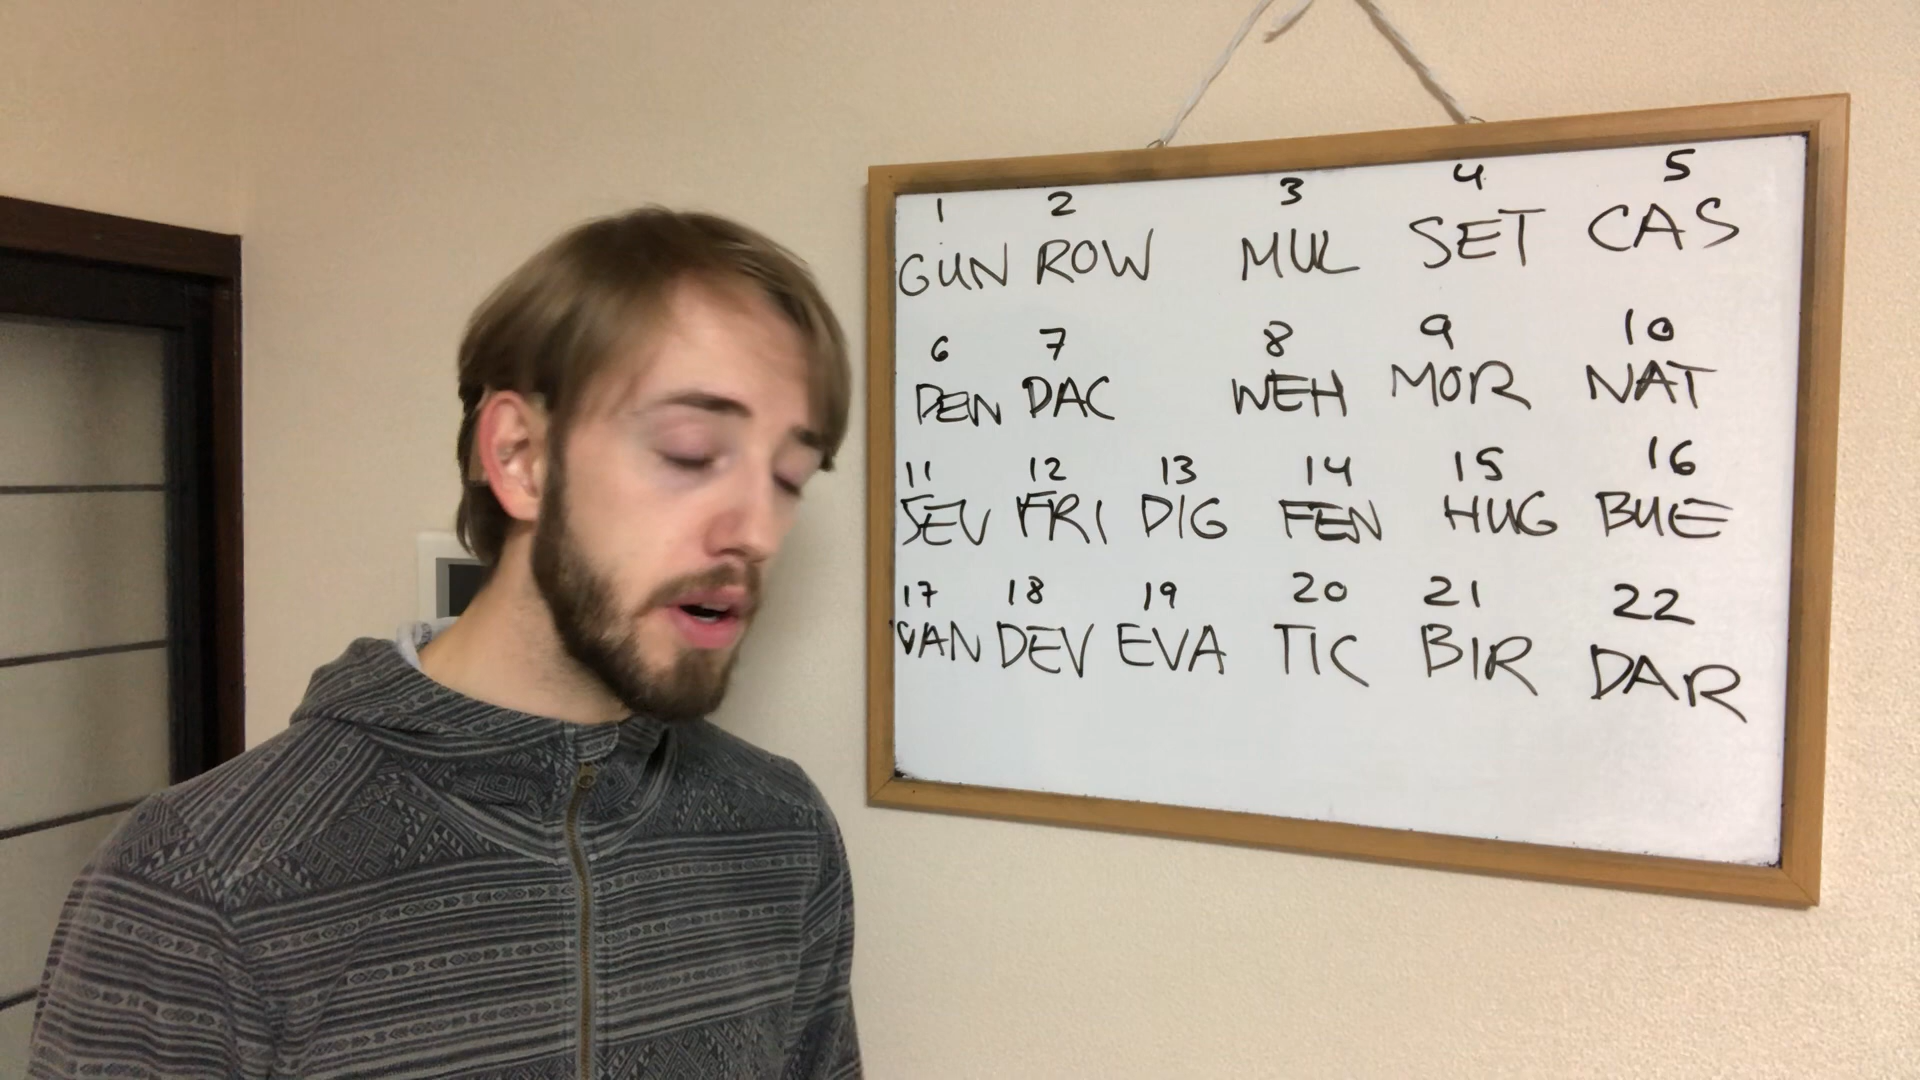 1 2 3 4 5
GUN ROW MUL SET CAS
6 7 8 9 10
DEN DAC WEH MOR NAT
11 12 13 14 15 16
SEV FRI DIG FEN HUG BUE
17 18 19 20 21 22
VAN DEV EVA TIC BIR DAR